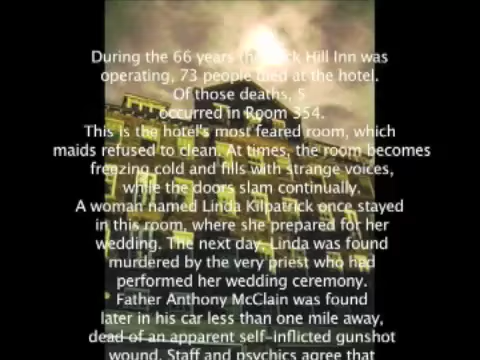 During the 66 years the Rock Hill Inn was
operating, 73 people died at the hotel.
Of those deaths, 5
occurred in Room 354.
This is the hotel's most feared room, which
maids refused to clean. At times, the room becomes
freezing cold and fills with strange voices,
while the doors slam continually.
A woman named Linda Kilpatrick once stayed
in this room, where she prepared for her
wedding. The next day, Linda was found
murdered by the very priest who had
performed her wedding ceremony.
Father Anthony McClain was found
later in his car less than one mile away,
dead of an apparent self-inflicted gunshot
wound. Staff and psychics agree that